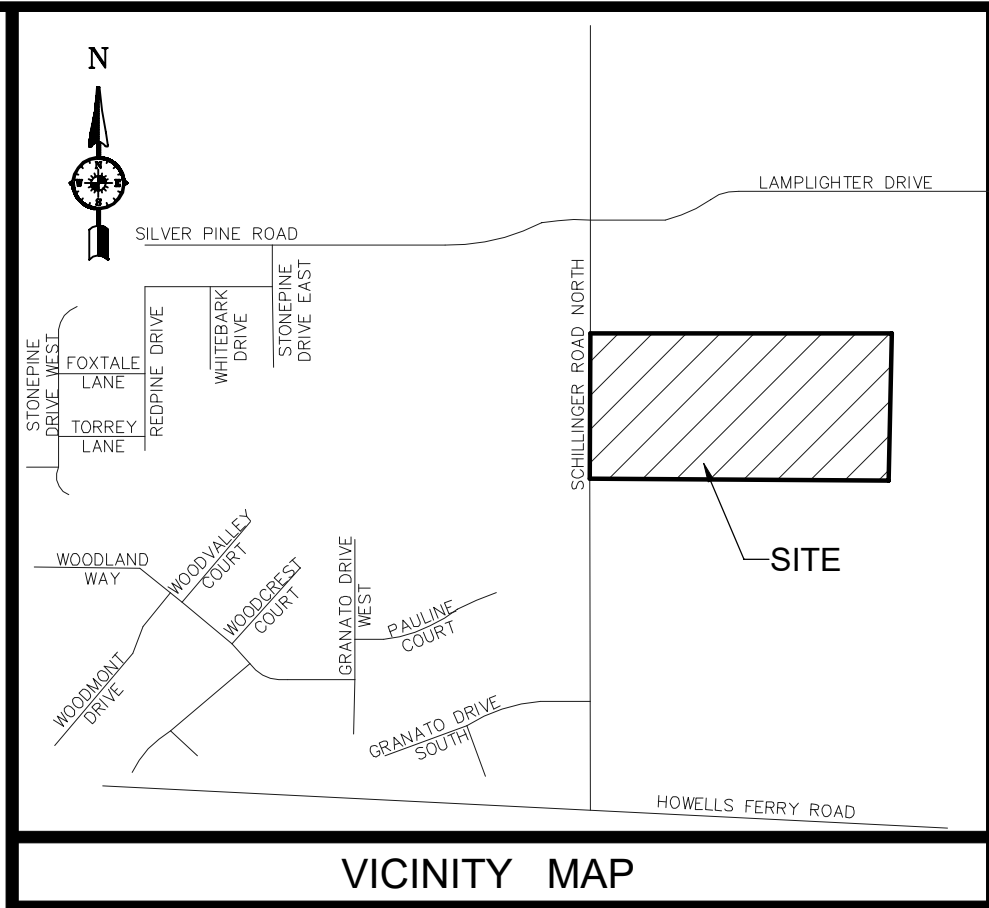 N
N
W
E
S
LAMPLIGHTER DRIVE
SILVER PINE ROAD
STONEPINE
DRIVE WEST
FOXTALE
LANE
TORREY
LANE
REDPINE DRIVE
WHITEBARK
DRIVE
STONEPINE
DRIVE EAST
SCHILLINGER ROAD NORTH
SITE
WOODLAND
WAY
WOODVALLEY
COURT
WOODCREST
COURT
WOODMONT
DRIVE
GRANATO DRIVE
WEST
PAULINE
COURT
GRANATO DRIVE
SOUTH
HOWELLS FERRY ROAD
VICINITY MAP